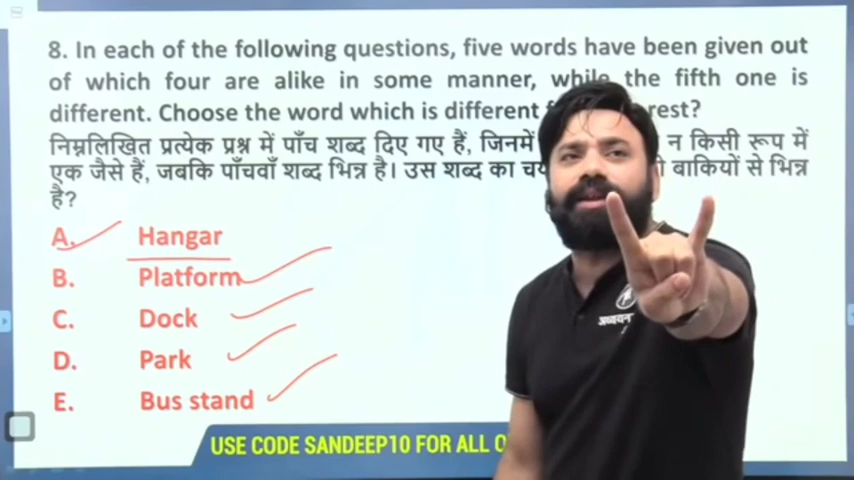 8. In each of the following questions, five words have been given out
of which four are alike in some manner, while the fifth one is
different. Choose the word which is different rest?
निम्नलिखित प्रत्येक प्रश्न में पाँच शब्द दिए गए हैं, जिनमें न किसी रूप में
एक जैसे हैं, जबकि पाँचवाँ शब्द भिन्न है। उस शब्द का बाकियों से भिन्न
है?
A. Hangar
B. Platform
C. Dock
D. Park
E. Bus stand
अध्ययन
USE CODE SANDEEP10 FOR ALL